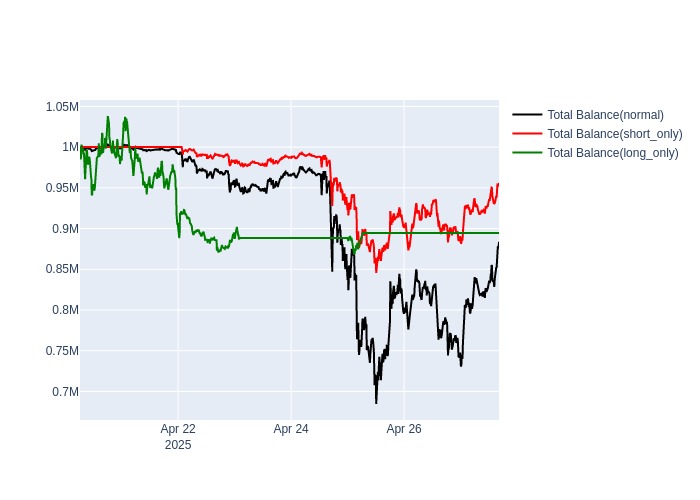 1.05M
1M
0.95M
0.9M
0.85M
0.8M
0.75M
0.7M
Apr 22
2025
Apr 24
Apr 26
Total Balance(normal)
Total Balance(short_only)
Total Balance(long_only)